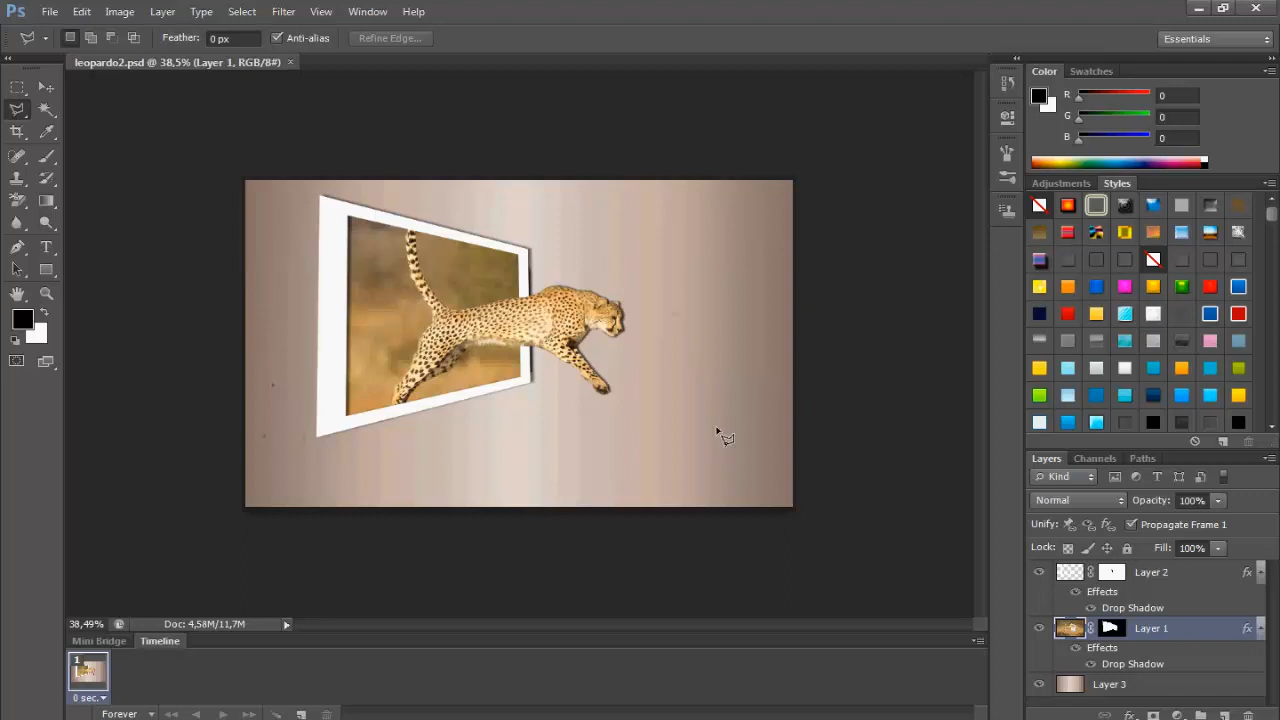 Ps File Edit Image Layer Type Select Filter View Window Help
Feather: 0 px Anti-alias Refine Edge... Essentials
leopardo2.psd @ 38,5% (Layer 1, RGB/8#) ×
Color Swatches
R 0
G 0
B 0
Adjustments Styles
Layers Channels Paths
Kind
Normal Opacity: 100%
Unify: Propagate Frame 1
Lock: Fill: 100%
Layer 2 fx
Effects
Drop Shadow
Layer 1 fx
Effects
Drop Shadow
Layer 3
38,49% Doc: 4,58M/11,7M
Mini Bridge Timeline
1
0 sec.
Forever
fx